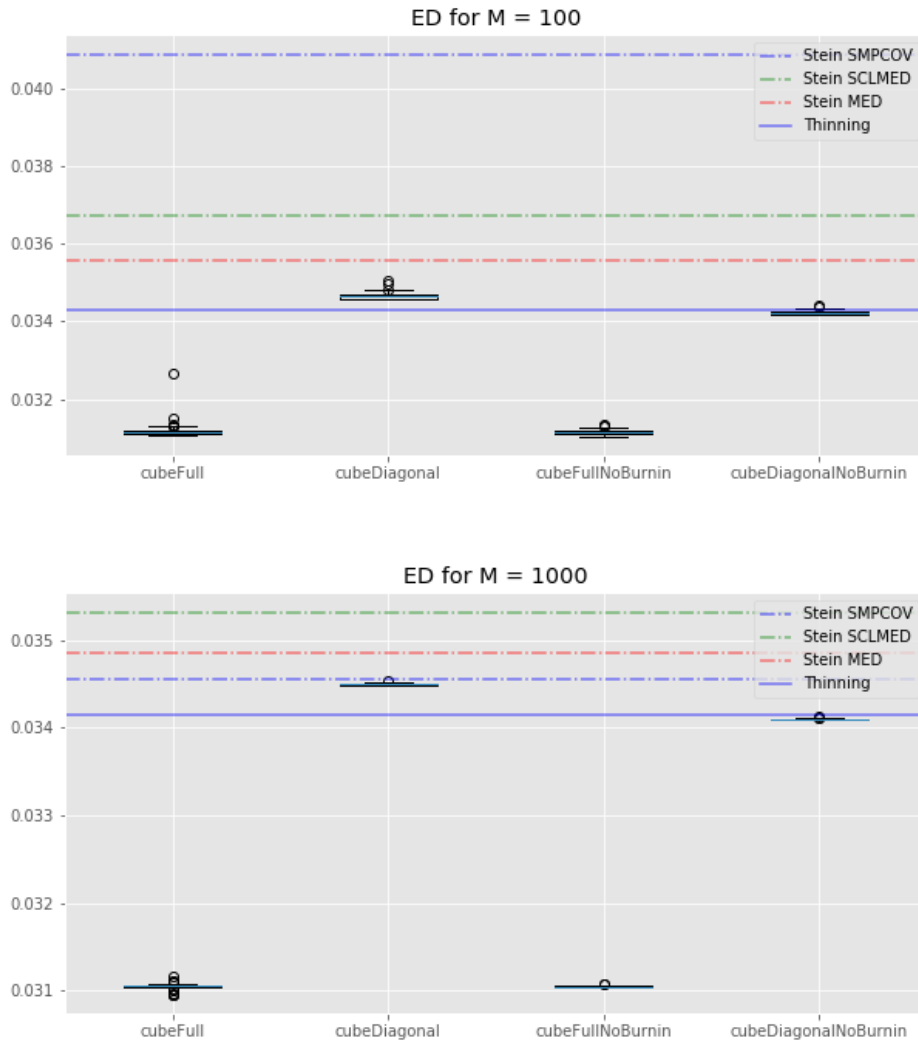 ED for M = 100
Stein SMPCOV
Stein SCLMED
Stein MED
Thinning
0.040
0.038
0.036
0.034
0.032
cubeFull cubeDiagonal cubeFullNoBurnin cubeDiagonalNoBurnin
ED for M = 1000
Stein SMPCOV
Stein SCLMED
Stein MED
Thinning
0.035
0.034
0.033
0.032
0.031
cubeFull cubeDiagonal cubeFullNoBurnin cubeDiagonalNoBurnin